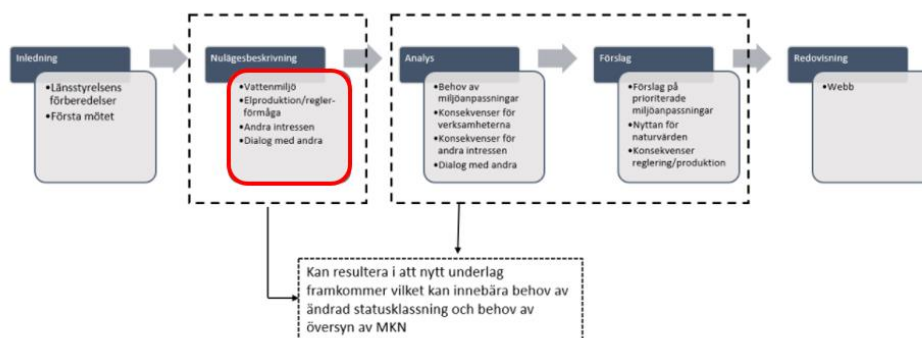 Inledning
•Länsstyrelsens
förberedelser
•Första mötet
Nulägesbeskrivning
•Vattenmiljö
•Elproduktion/regler-
förmåga
•Andra intressen
•Dialog med andra
Analys
•Behov av
miljöanpassningar
•Konsekvenser för
verksamheterna
•Konsekvenser för
andra intressen
•Dialog med andra
Förslag
•Förslag på
prioriterade
miljöanpassningar
•Nyttan för
naturvärden
•Konsekvenser
reglering/produktion
Redovisning
•Webb
Kan resultera i att nytt underlag
framkommer vilket kan innebära behov av
ändrad statusklassning och behov av
översyn av MKN